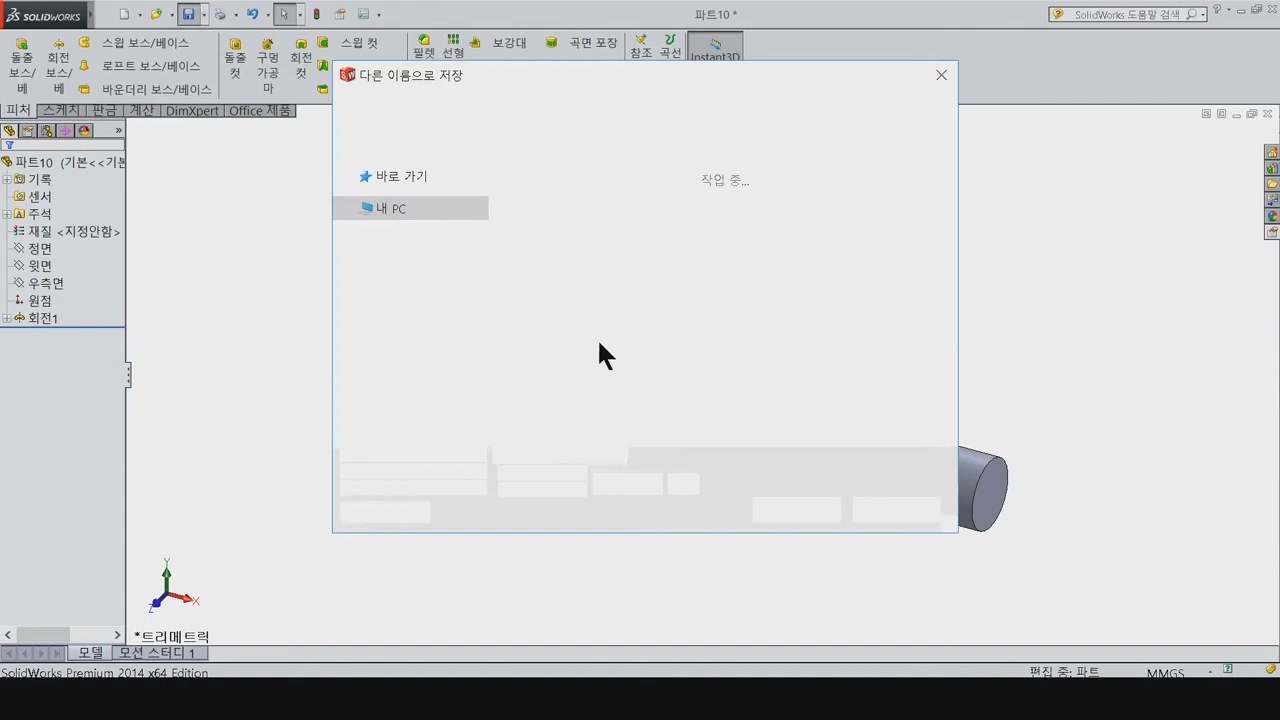 SOLIDWORKS
파트10 *
SolidWorks 도움말 검색
돌출 보스/베
회전 보스/베
스윕 보스/베이스
로프트 보스/베이스
바운더리 보스/베이스
돌출 컷
구멍 가공 마
회전 컷
스윕 컷
필렛
선형
보강대
곡면 포장
참조
곡선
Instant3D
피처
스케치
판금
계산
DimXpert
Office 제품
파트10 (기본<<기본
기록
센서
주석
재질 <지정안함>
정면
윗면
우측면
원점
회전1
다른 이름으로 저장
바로 가기
내 PC
작업 중...
Y
X
Z
*트리메트릭
모델
모션 스터디 1
SolidWorks Premium 2014 x64 Edition
편집 중: 파트
MMGS